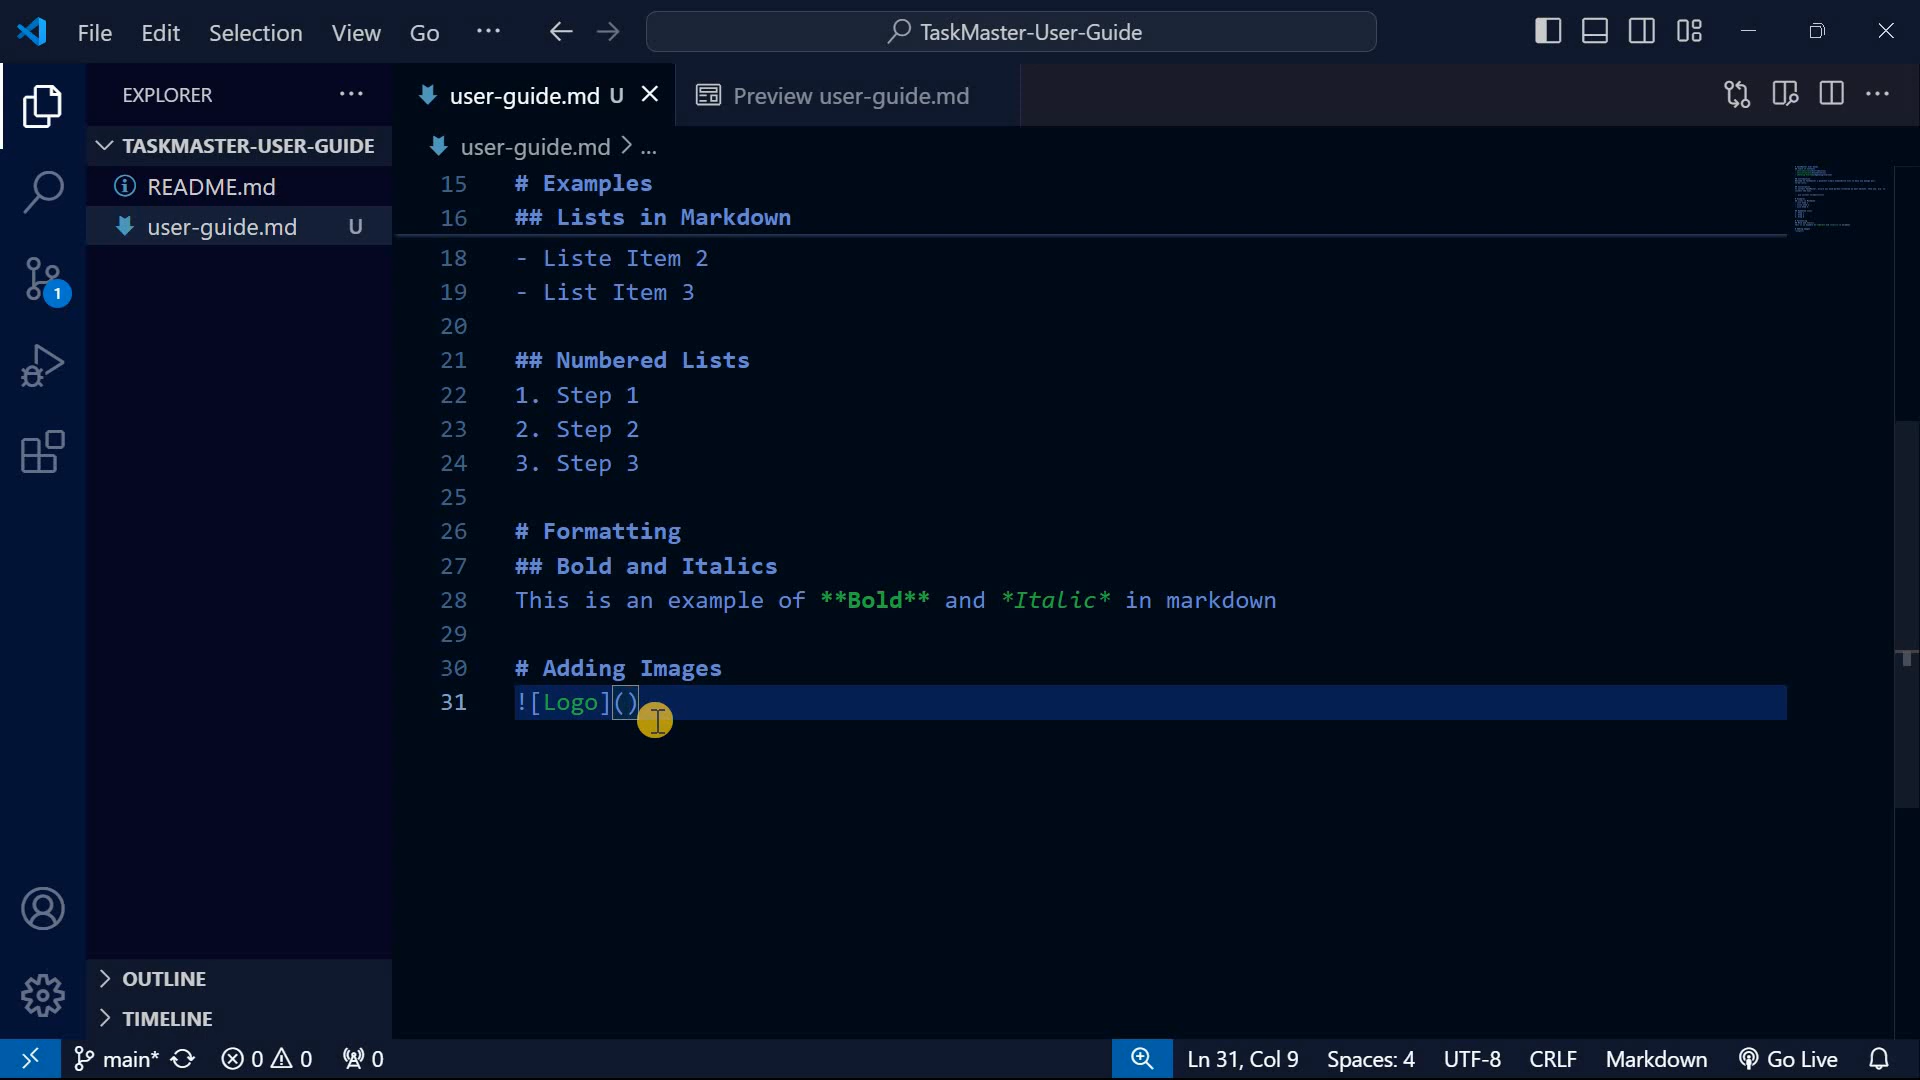 File Edit Selection View Go ··· TaskMaster-User-Guide
EXPLORER ···
TASKMASTER-USER-GUIDE
README.md
user-guide.md U
1
user-guide.md U Preview user-guide.md
user-guide.md > ...
15 # Examples
16 ## Lists in Markdown
18 - Liste Item 2
19 - List Item 3
20
21 ## Numbered Lists
22 1. Step 1
23 2. Step 2
24 3. Step 3
25
26 # Formatting
27 ## Bold and Italics
28 This is an example of **Bold** and *Italic* in markdown
29
30 # Adding Images
31 ![Logo]()
OUTLINE
TIMELINE
main* 0 0 0 Ln 31, Col 9 Spaces: 4 UTF-8 CRLF Markdown Go Live